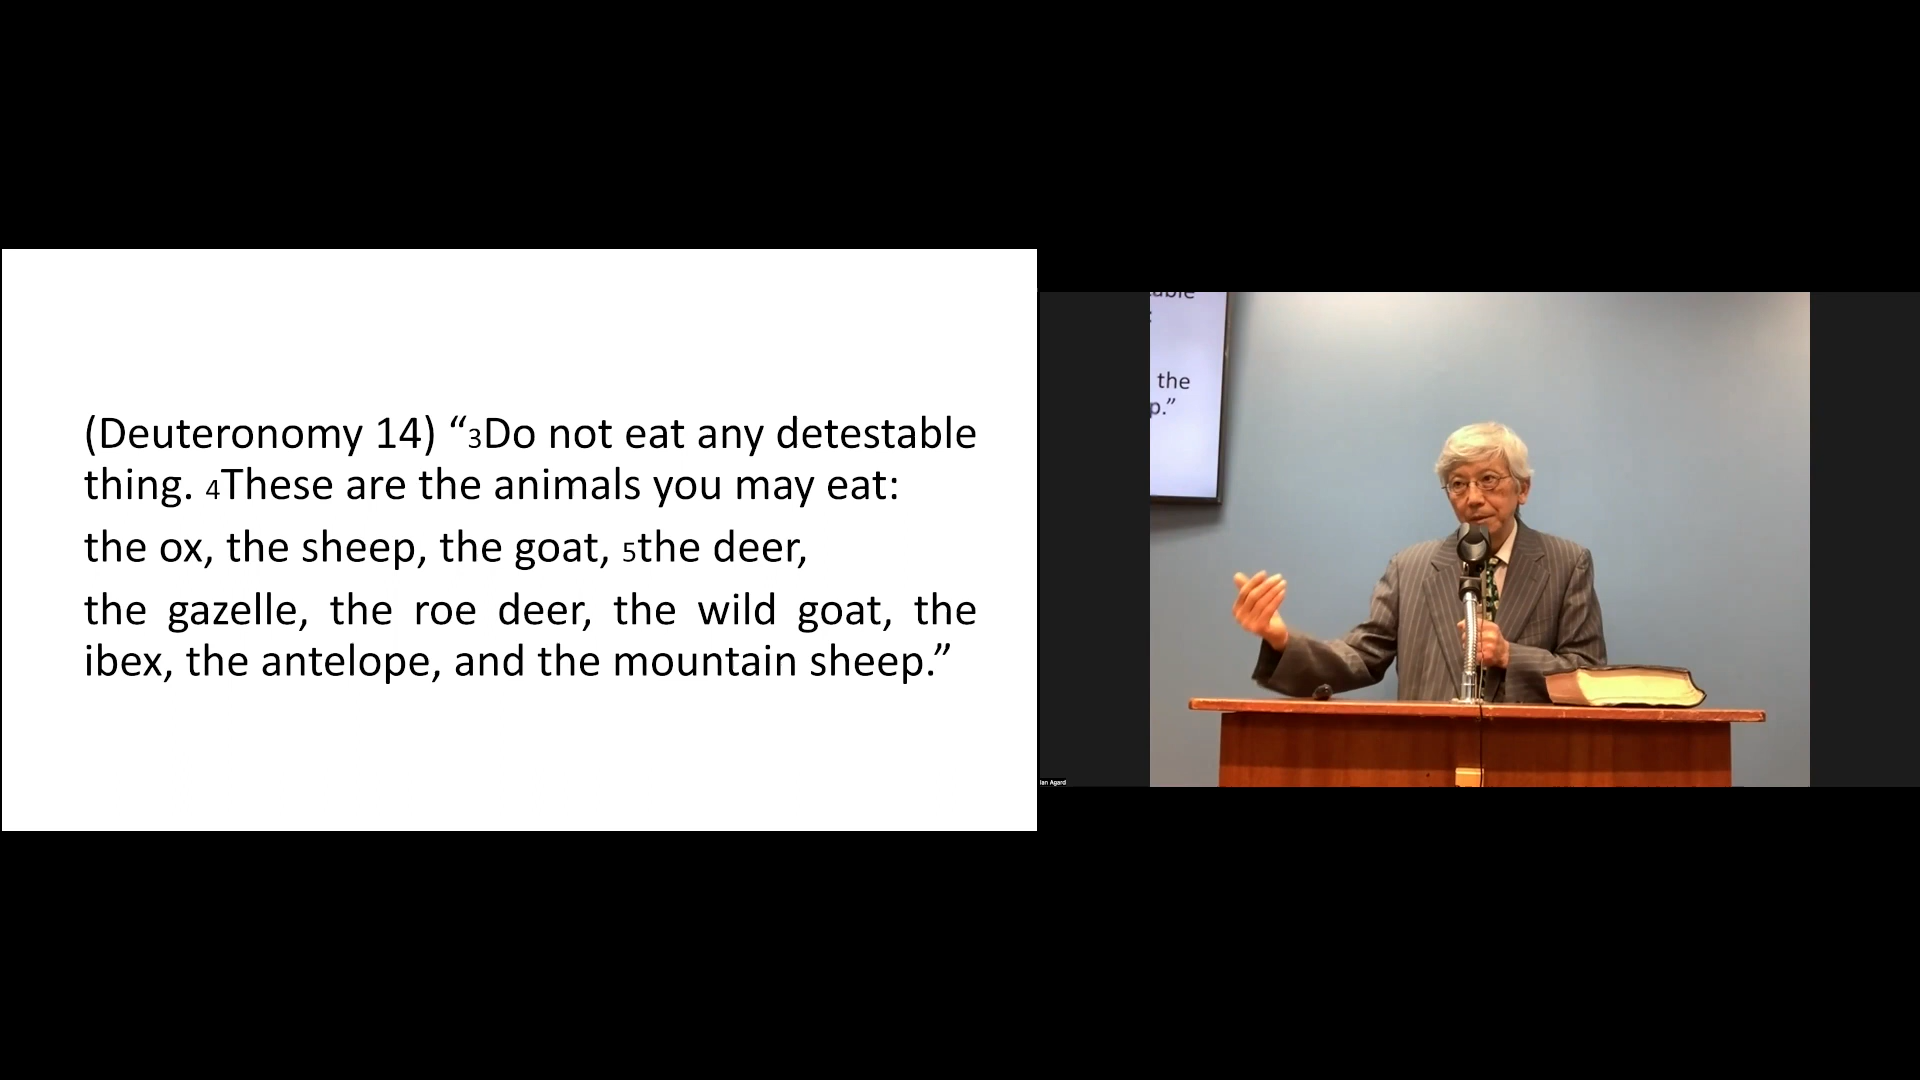 (Deuteronomy 14) “3Do not eat any detestable
thing. 4These are the animals you may eat:
the ox, the sheep, the goat, 5the deer,
the gazelle, the roe deer, the wild goat, the
ibex, the antelope, and the mountain sheep.”
the
p.”
Ian Agard